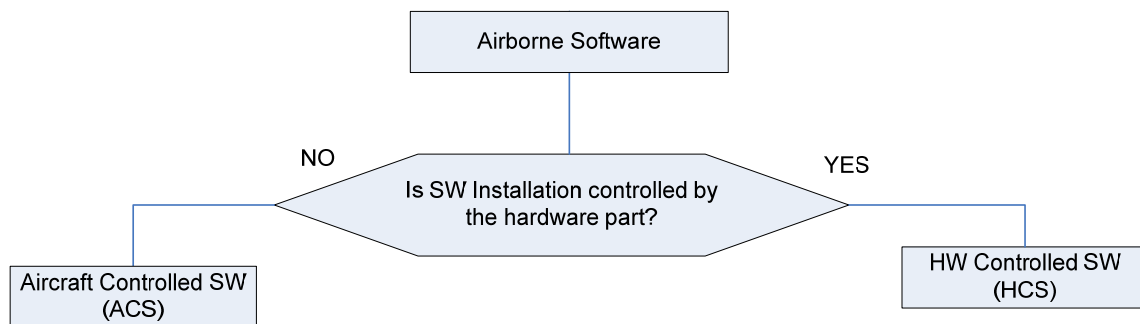 Airborne Software
NO
YES
Is SW Installation controlled by
the hardware part?
Aircraft Controlled SW
(ACS)
HW Controlled SW
(HCS)